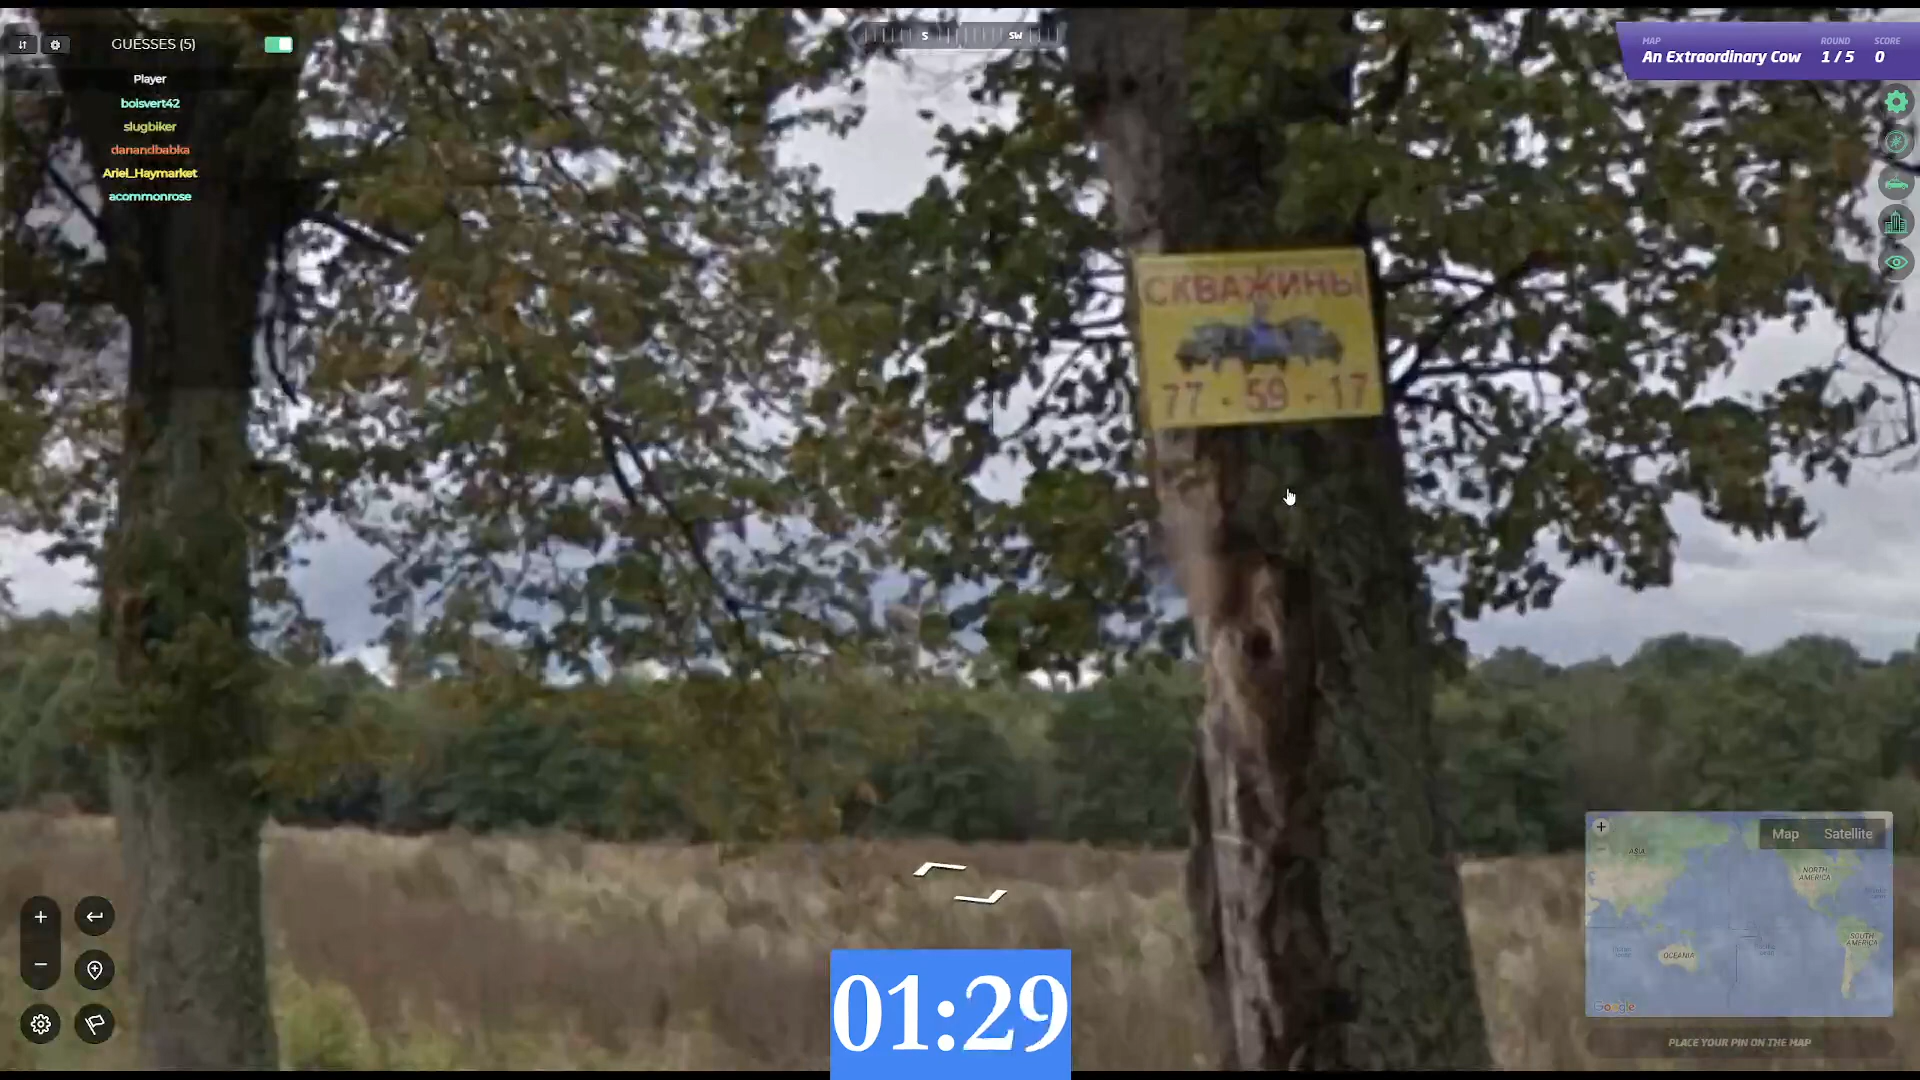 GUESSES (5)
Player
boisvert42
slugbiker
danandbabka
Ariel_Haymarket
acommonrose
S
SW
MAP
ROUND
SCORE
An Extraordinary Cow
1 / 5
0
СКВАЖИНЫ
77 - 59 - 17
Map
Satellite
ASIA
NORTH
AMERICA
OCEANIA
SOUTH
AMERICA
Google
PLACE YOUR PIN ON THE MAP
01:29